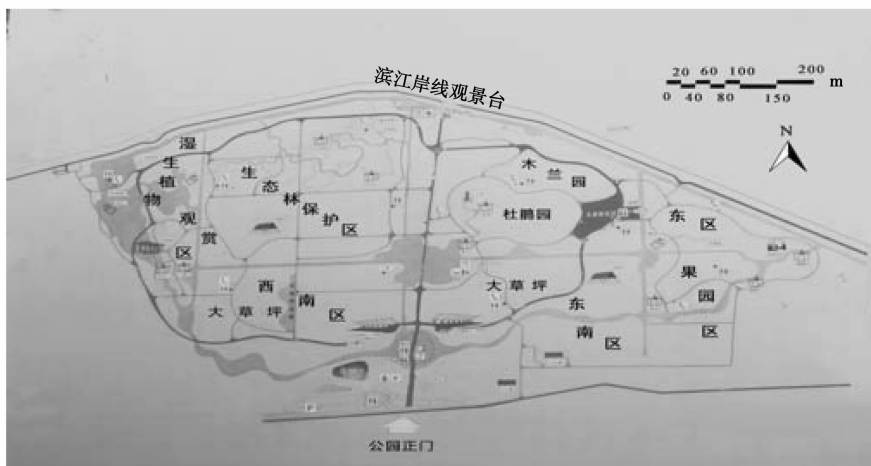 滨江岸线观景台
20 60 100 200
m
0 40 80 150
N
湿生植物观赏区
生态林保护区
木兰园
杜鹃园
东区果园区
西南区
大草坪
大草坪
东南区
公园正门